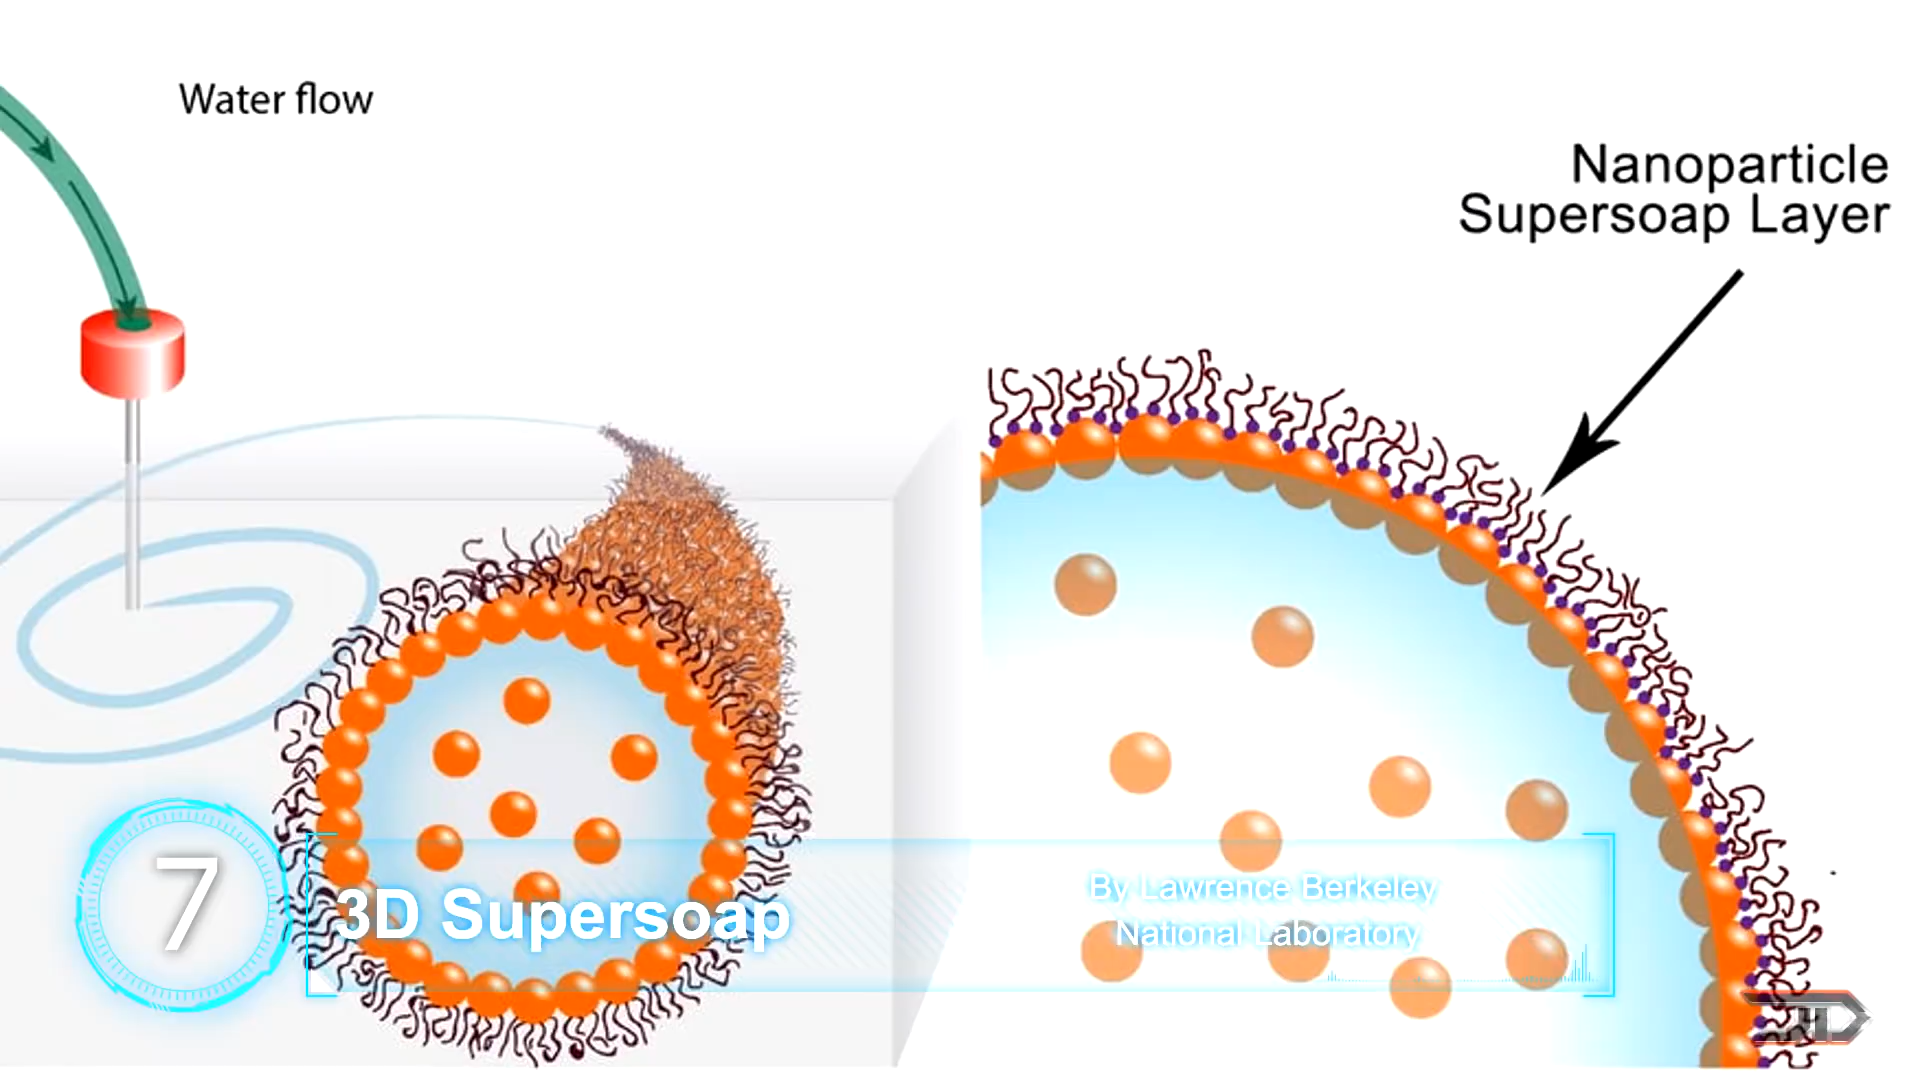 Water flow
Nanoparticle
Supersoap Layer
7
3D Supersoap
By Lawrence Berkeley
National Laboratory